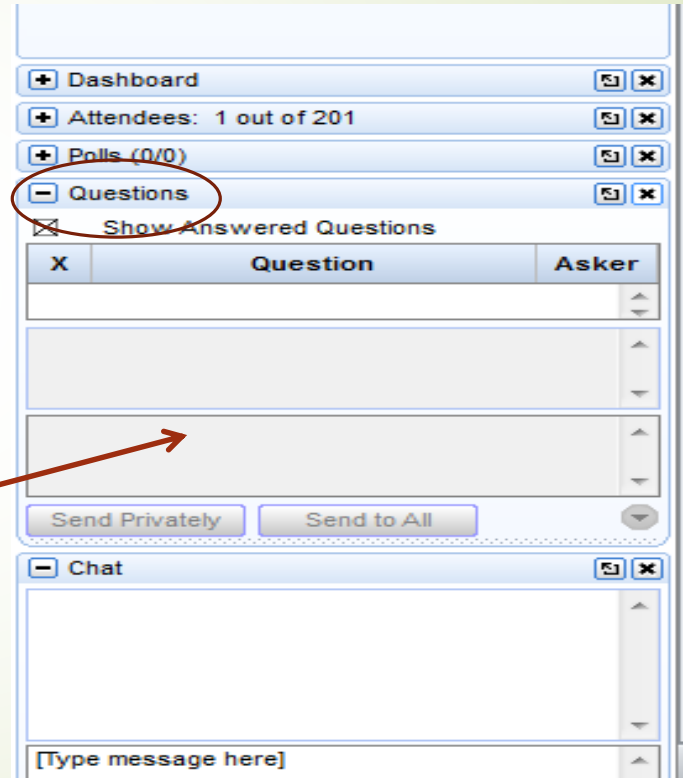 Dashboard
Attendees: 1 out of 201
Polls (0/0)
Questions
Show Answered Questions
X Question Asker
Send Privately Send to All
Chat
[Type message here]